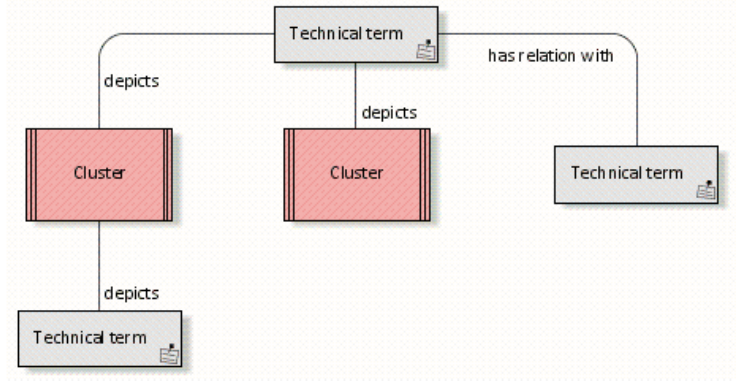 Technical term
has relation with
depicts
depicts
Cluster
Cluster
Technical term
depicts
Technical term